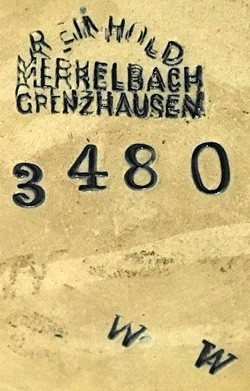 REINHOLD
MERKELBACH
GRENZHAUSEN
3480
W. W